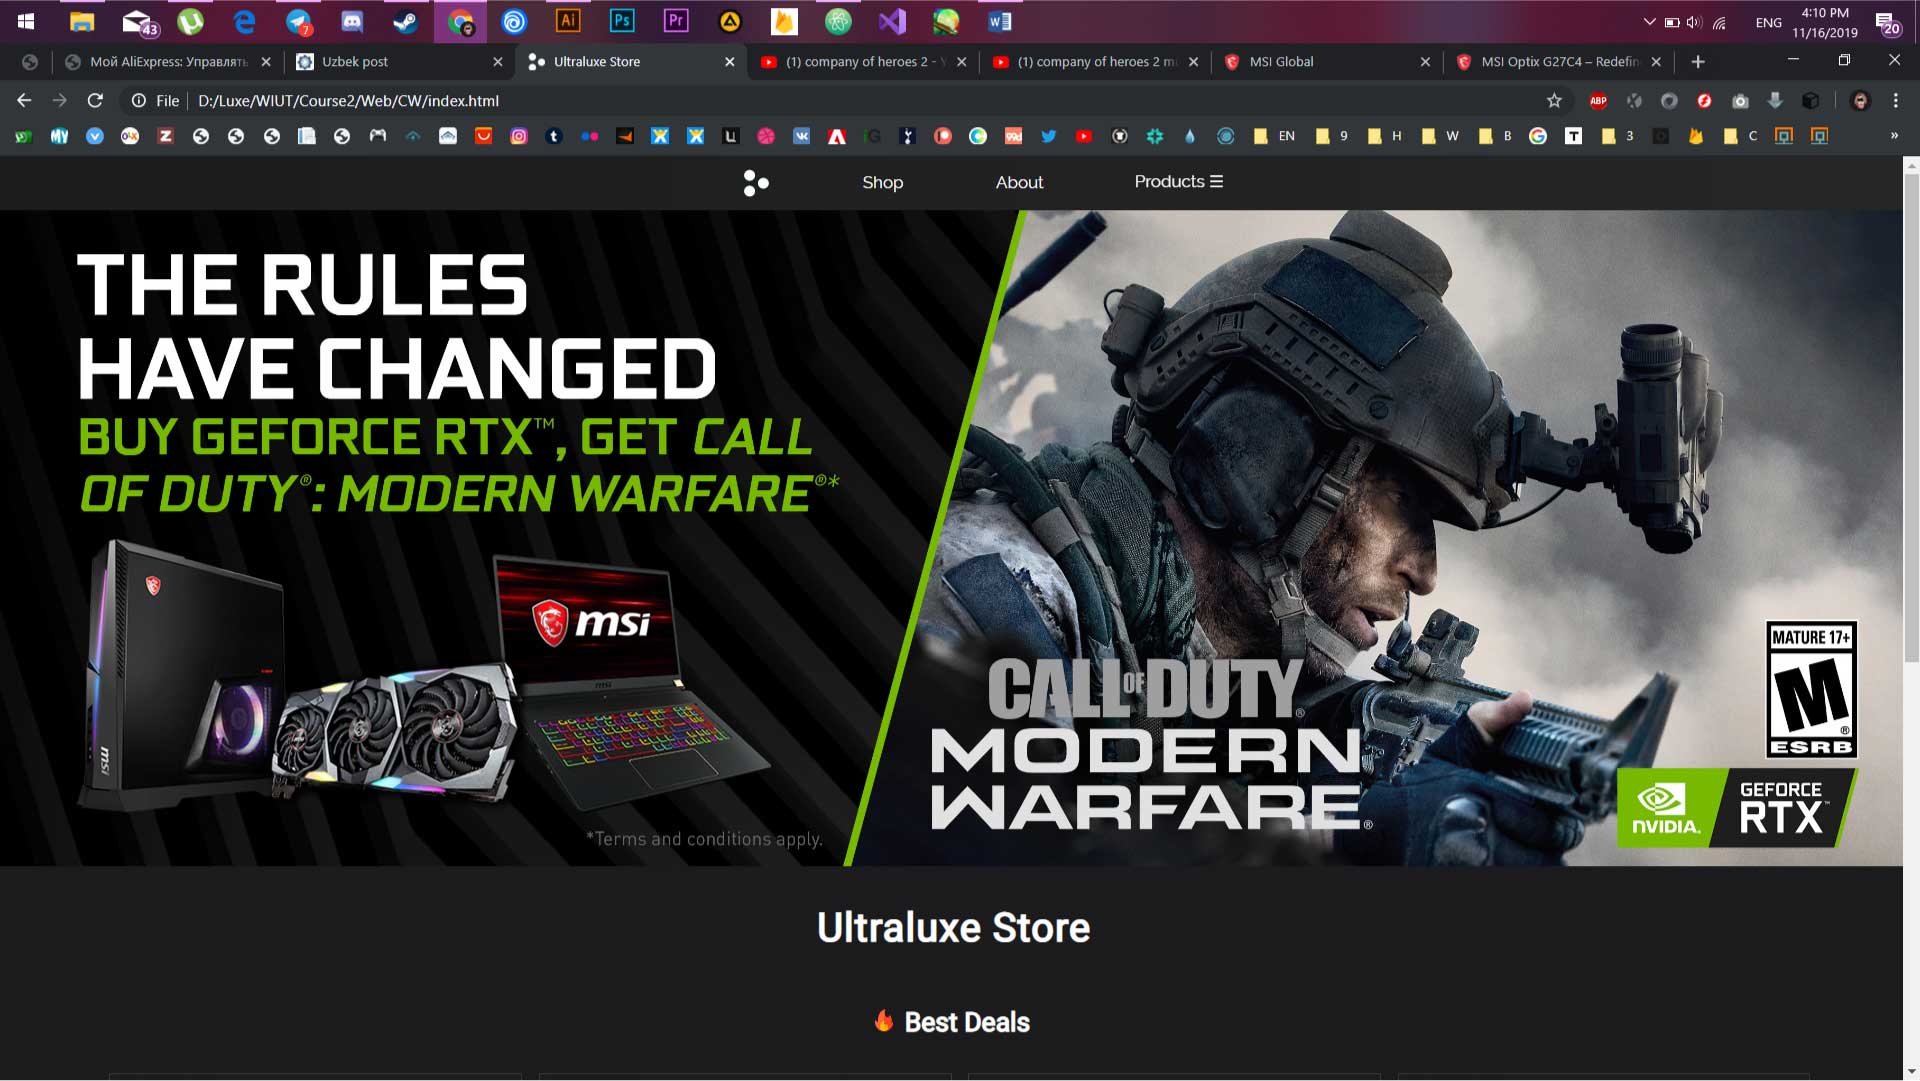 43
7
Ai
Ps
Pr
ENG
4:10 PM
11/16/2019
20
Мой AliExpress: Управлять
Uzbek post
Ultraluxe Store
(1) company of heroes 2 -
(1) company of heroes 2 m
MSI Global
MSI Optix G27C4 – Redefin
File
D:/Luxe/WIUT/Course2/Web/CW/index.html
ABP
EN
9
H
W
B
3
C
»
Shop
About
Products ☰
THE RULES
HAVE CHANGED
BUY GEFORCE RTX™, GET CALL
OF DUTY®: MODERN WARFARE®*
msi
msi
msi
*Terms and conditions apply.
CALL OF DUTY®
MODERN
WARFARE®
MATURE 17+
M®
ESRB
NVIDIA.
GEFORCE
RTX™
Ultraluxe Store
🔥 Best Deals